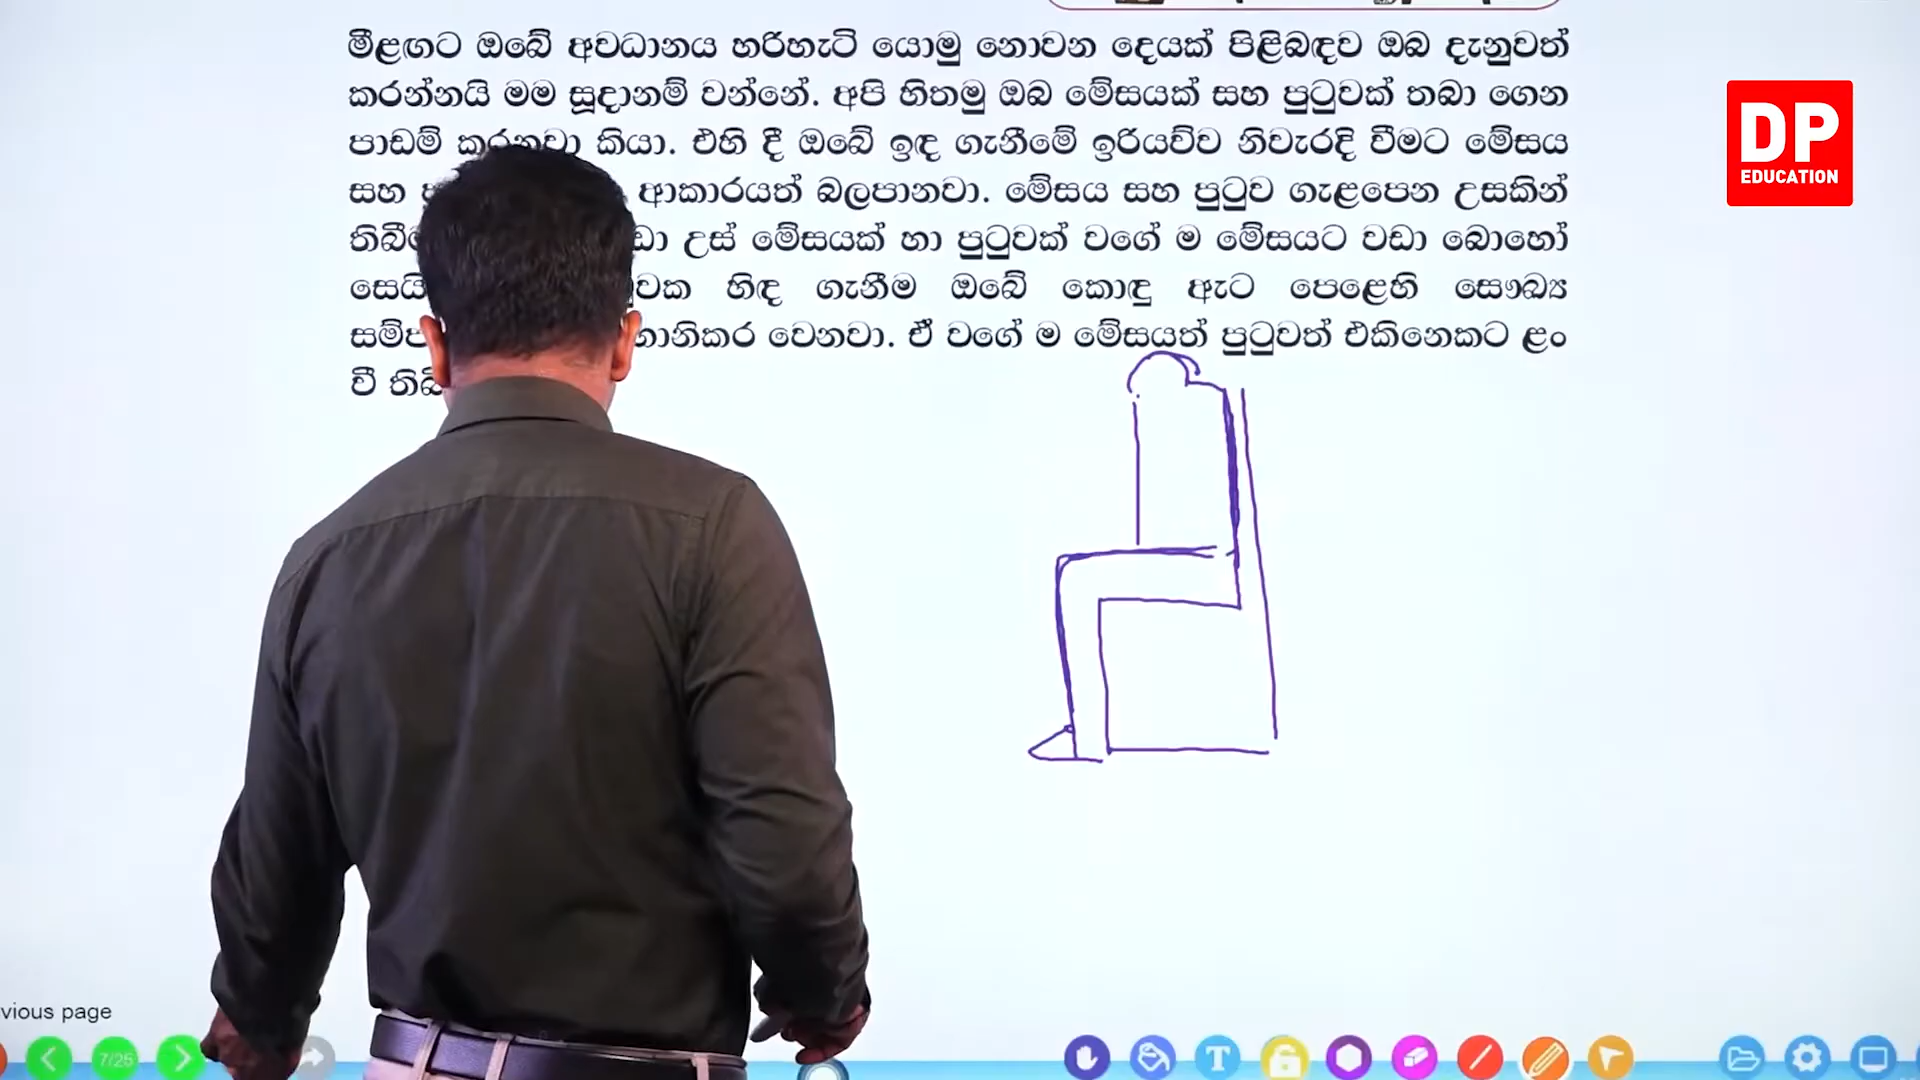 මීළඟට ඔබේ අවධානය හරිහැටි යොමු නොවන දෙයක් පිළිබඳව ඔබ දැනුවත්
කරන්නයි මම සූදානම් වන්නේ. අපි හිතමු ඔබ මේසයක් සහ පුටුවක් තබා ගෙන
පාඩම් කරනවා කියා. එහි දී ඔබේ ඉඳ ගැනීමේ ඉරියව්ව නිවැරදි වීමට මේසය
සහ ආකාරයත් බලපානවා. මේසය සහ පුටුව ගැළපෙන උසකින්
උස් මේසයක් හා පුටුවක් වගේ ම මේසයට වඩා බොහෝ
හිඳ ගැනීම ඔබේ කොඳු ඇට පෙළෙහි සෞඛ්‍ය
හානිකර වෙනවා. ඒ වගේ ම මේසයත් පුටුවත් එකිනෙකට ළං
වී
DP
EDUCATION
vious page
7/25